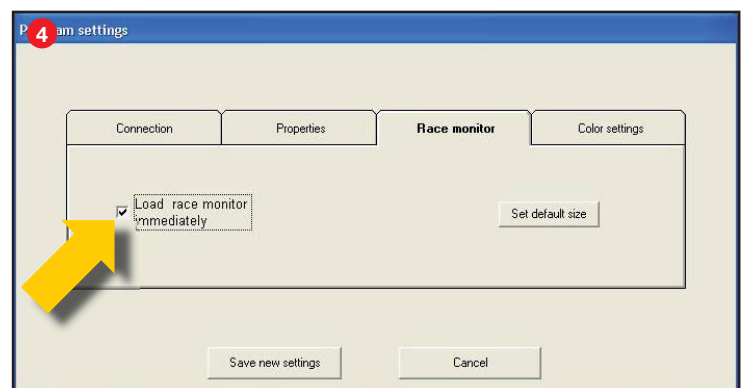 P 4 am settings
Connection Properties Race monitor Color settings
Load race monitor
immediately
Set default size
Save new settings Cancel